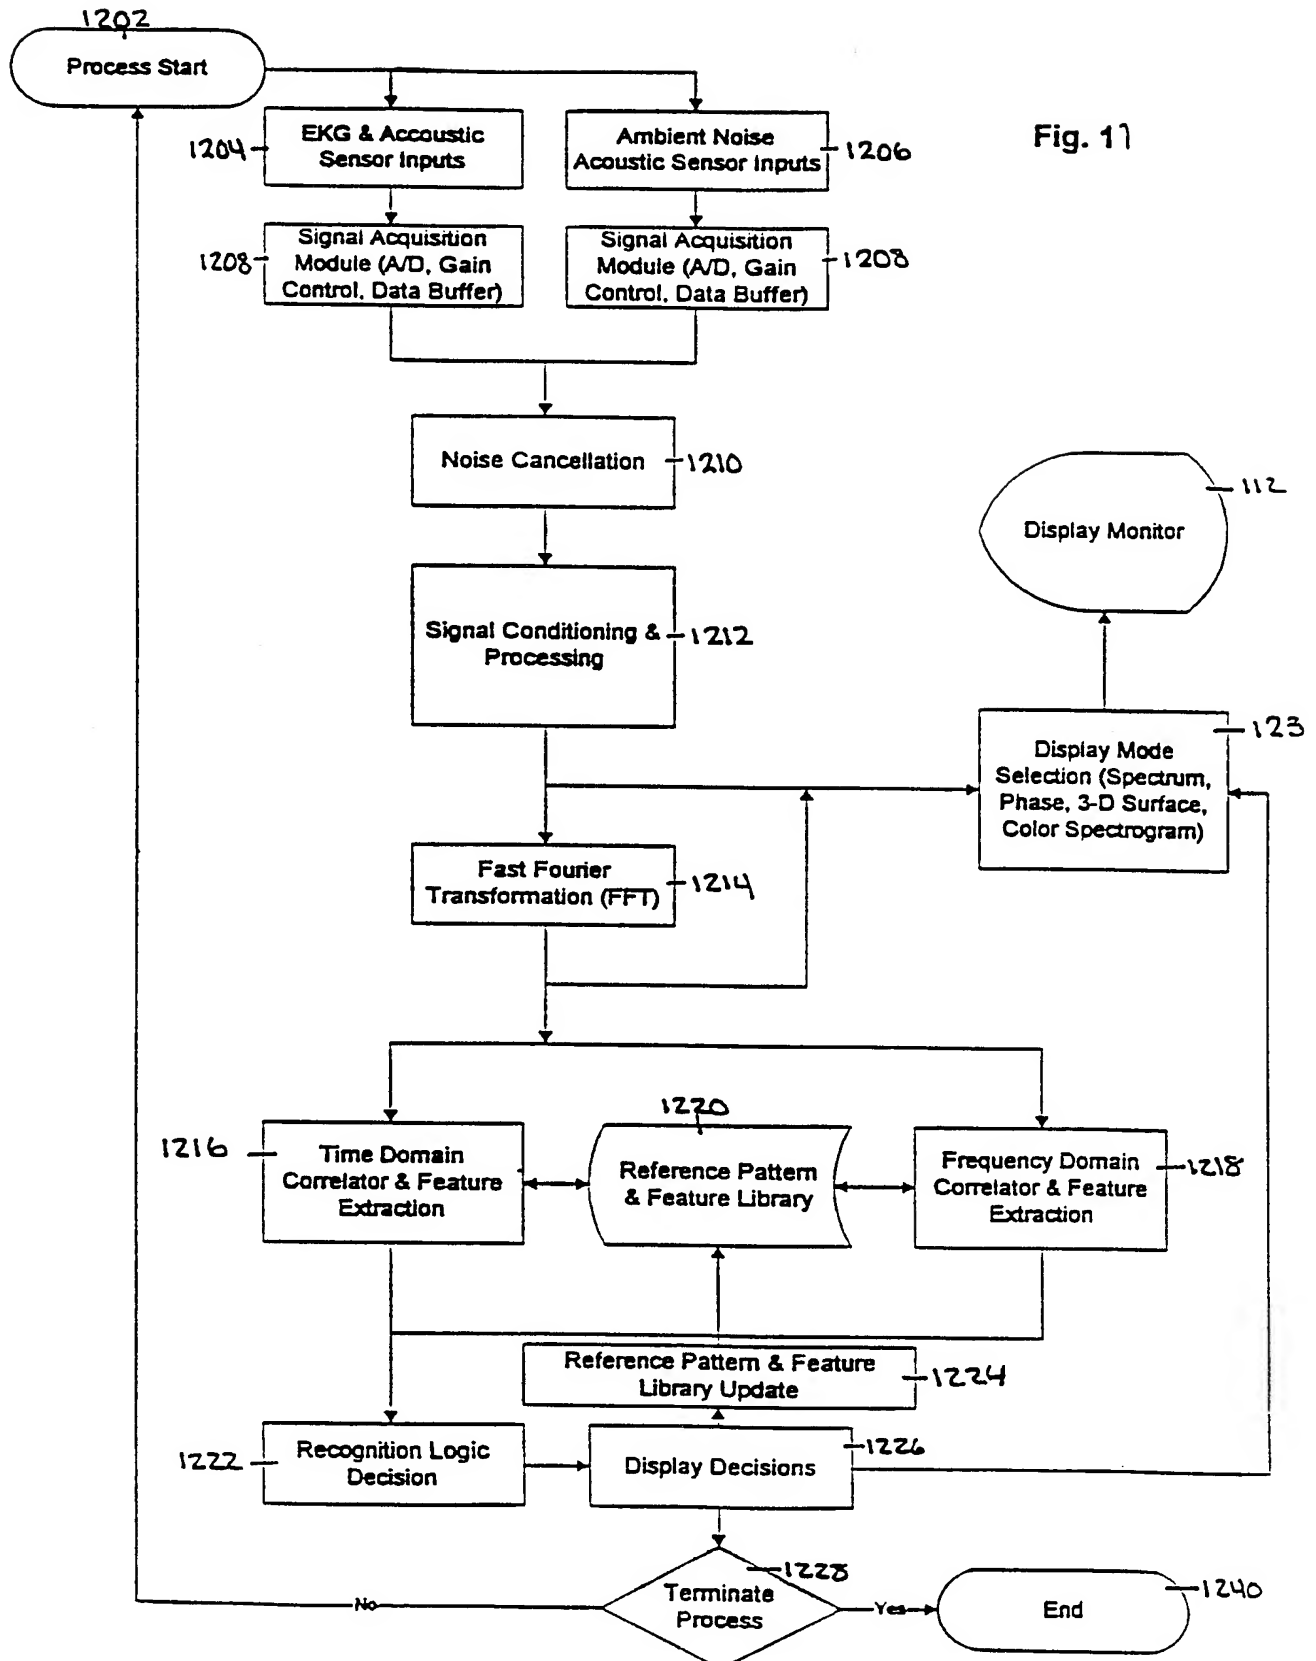 1202
Process Start
Fig. 11
1204
EKG & Accoustic
Sensor Inputs
Ambient Noise
Acoustic Sensor Inputs
1206
1208
Signal Acquisition
Module (A/D, Gain
Control, Data Buffer)
Signal Acquisition
Module (A/D, Gain
Control, Data Buffer)
1208
Noise Cancellation
1210
112
Display Monitor
Signal Conditioning &
Processing
1212
123
Display Mode
Selection (Spectrum,
Phase, 3-D Surface,
Color Spectrogram)
Fast Fourier
Transformation (FFT)
1214
1216
Time Domain
Correlator & Feature
Extraction
1220
Reference Pattern
& Feature Library
Frequency Domain
Correlator & Feature
Extraction
1218
Reference Pattern & Feature
Library Update
1224
1222
Recognition Logic
Decision
Display Decisions
1226
1228
Terminate
Process
No
Yes
End
1240